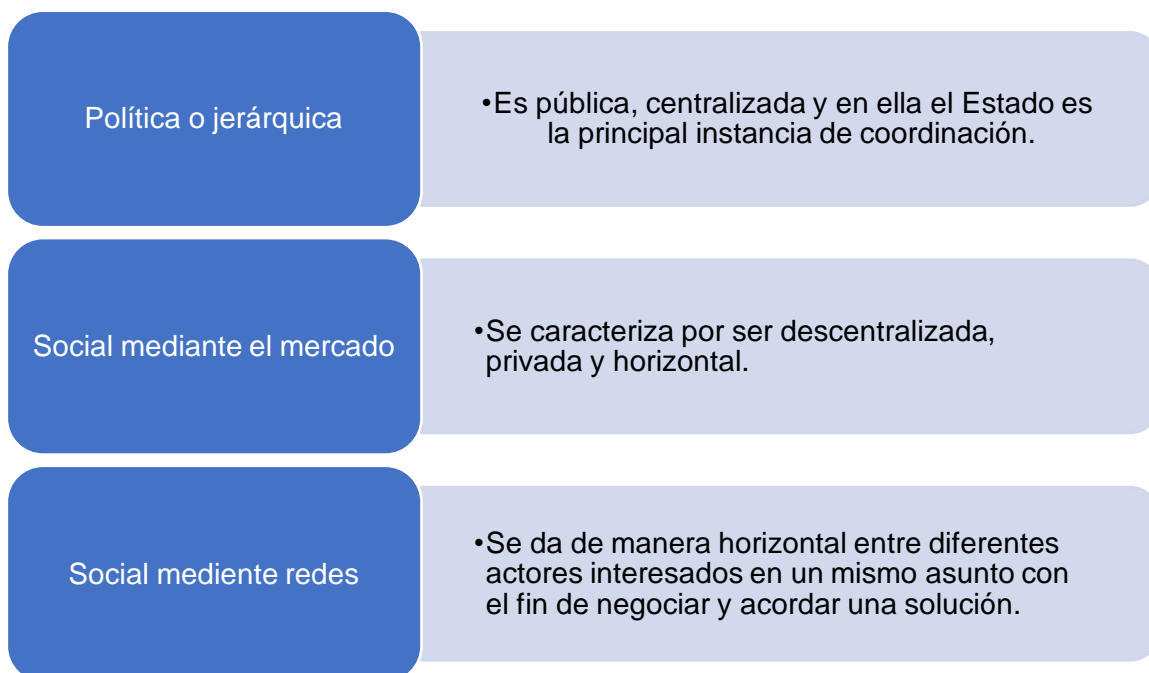 Política o jerárquica
•Es pública, centralizada y en ella el Estado es
la principal instancia de coordinación.
Social mediante el mercado
•Se caracteriza por ser descentralizada,
privada y horizontal.
Social mediente redes
•Se da de manera horizontal entre diferentes
actores interesados en un mismo asunto con
el fin de negociar y acordar una solución.